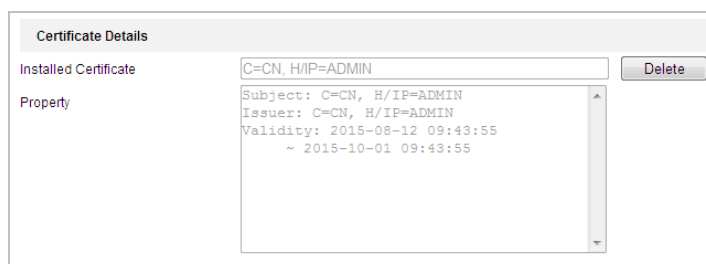 Certificate Details
Installed Certificate C=CN, H/IP=ADMIN Delete
Property
Subject: C=CN, H/IP=ADMIN
Issuer: C=CN, H/IP=ADMIN
Validity: 2015-08-12 09:43:55
~ 2015-10-01 09:43:55